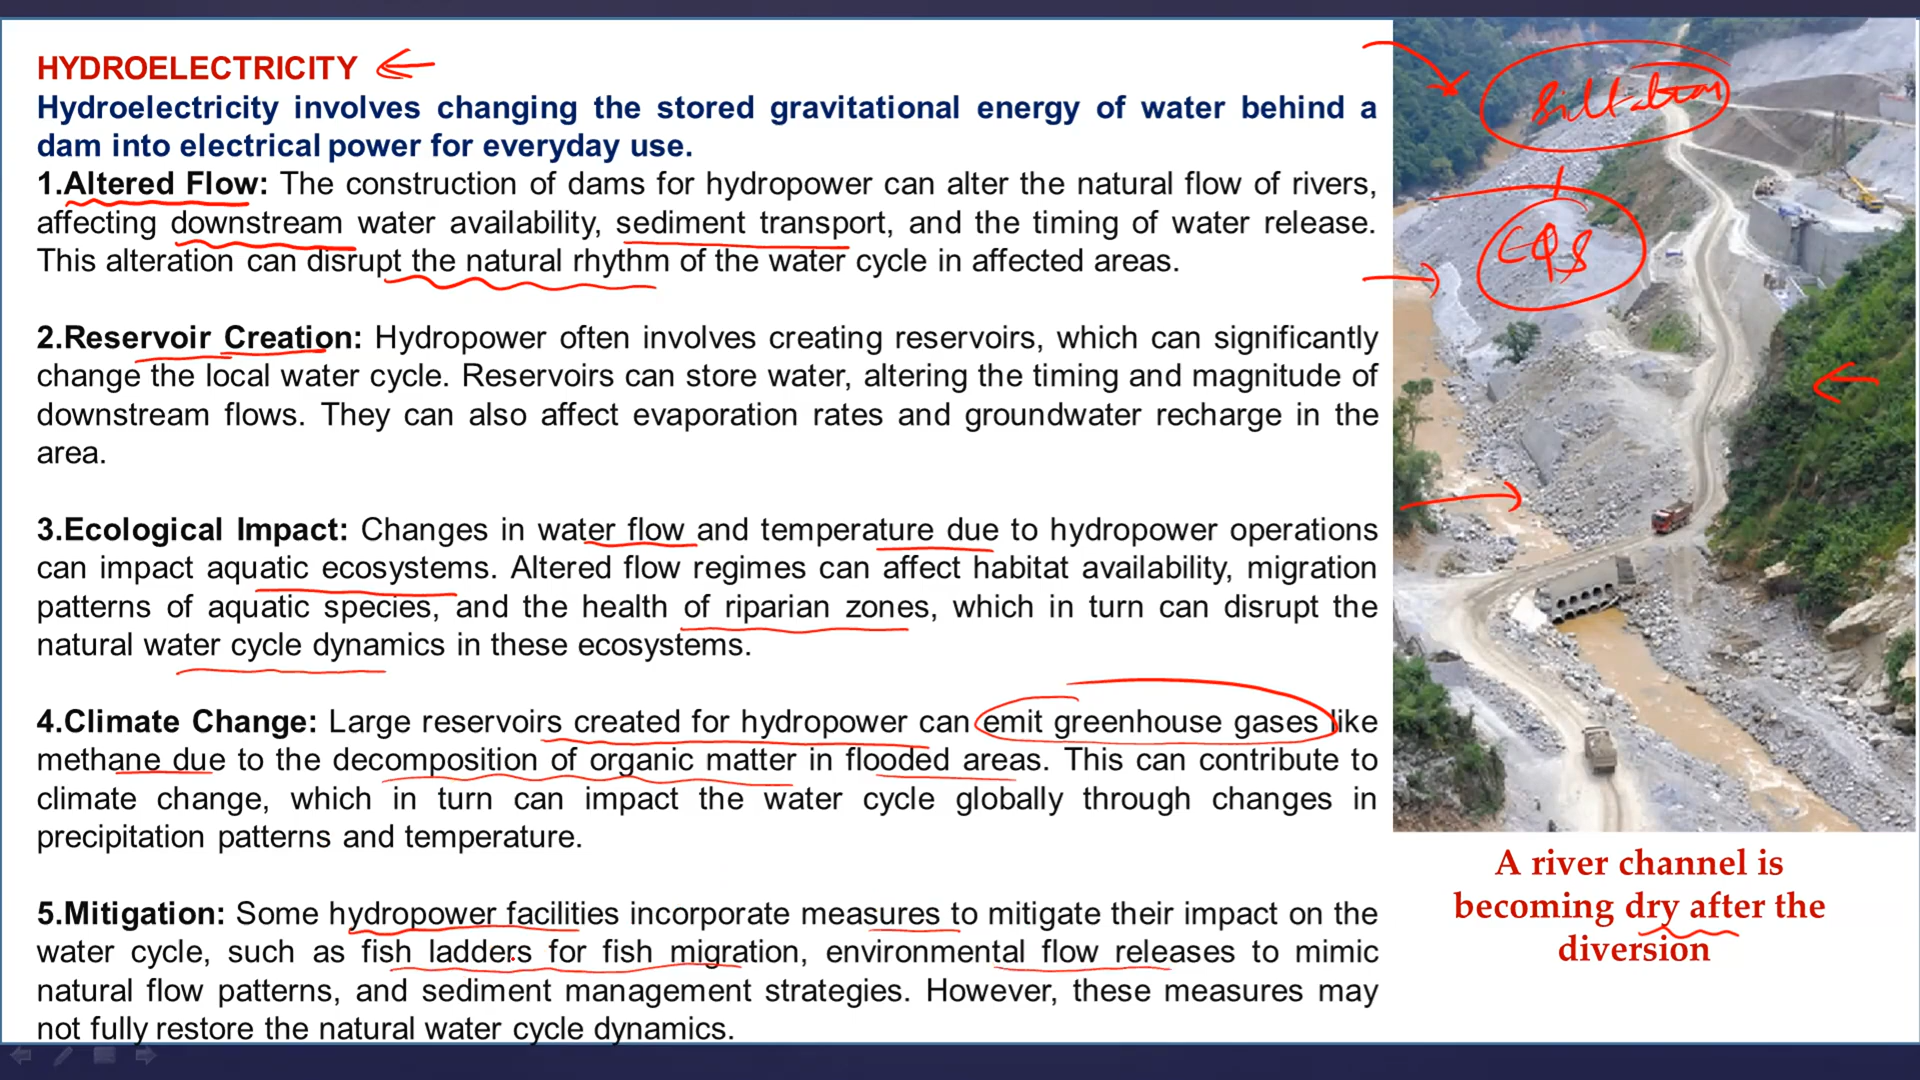 HYDROELECTRICITY
Hydroelectricity involves changing the stored gravitational energy of water behind a
dam into electrical power for everyday use.
1.Altered Flow: The construction of dams for hydropower can alter the natural flow of rivers,
affecting downstream water availability, sediment transport, and the timing of water release.
This alteration can disrupt the natural rhythm of the water cycle in affected areas.
2.Reservoir Creation: Hydropower often involves creating reservoirs, which can significantly
change the local water cycle. Reservoirs can store water, altering the timing and magnitude of
downstream flows. They can also affect evaporation rates and groundwater recharge in the
area.
3.Ecological Impact: Changes in water flow and temperature due to hydropower operations
can impact aquatic ecosystems. Altered flow regimes can affect habitat availability, migration
patterns of aquatic species, and the health of riparian zones, which in turn can disrupt the
natural water cycle dynamics in these ecosystems.
4.Climate Change: Large reservoirs created for hydropower can emit greenhouse gases like
methane due to the decomposition of organic matter in flooded areas. This can contribute to
climate change, which in turn can impact the water cycle globally through changes in
precipitation patterns and temperature.
5.Mitigation: Some hydropower facilities incorporate measures to mitigate their impact on the
water cycle, such as fish ladders for fish migration, environmental flow releases to mimic
natural flow patterns, and sediment management strategies. However, these measures may
not fully restore the natural water cycle dynamics.
A river channel is
becoming dry after the
diversion